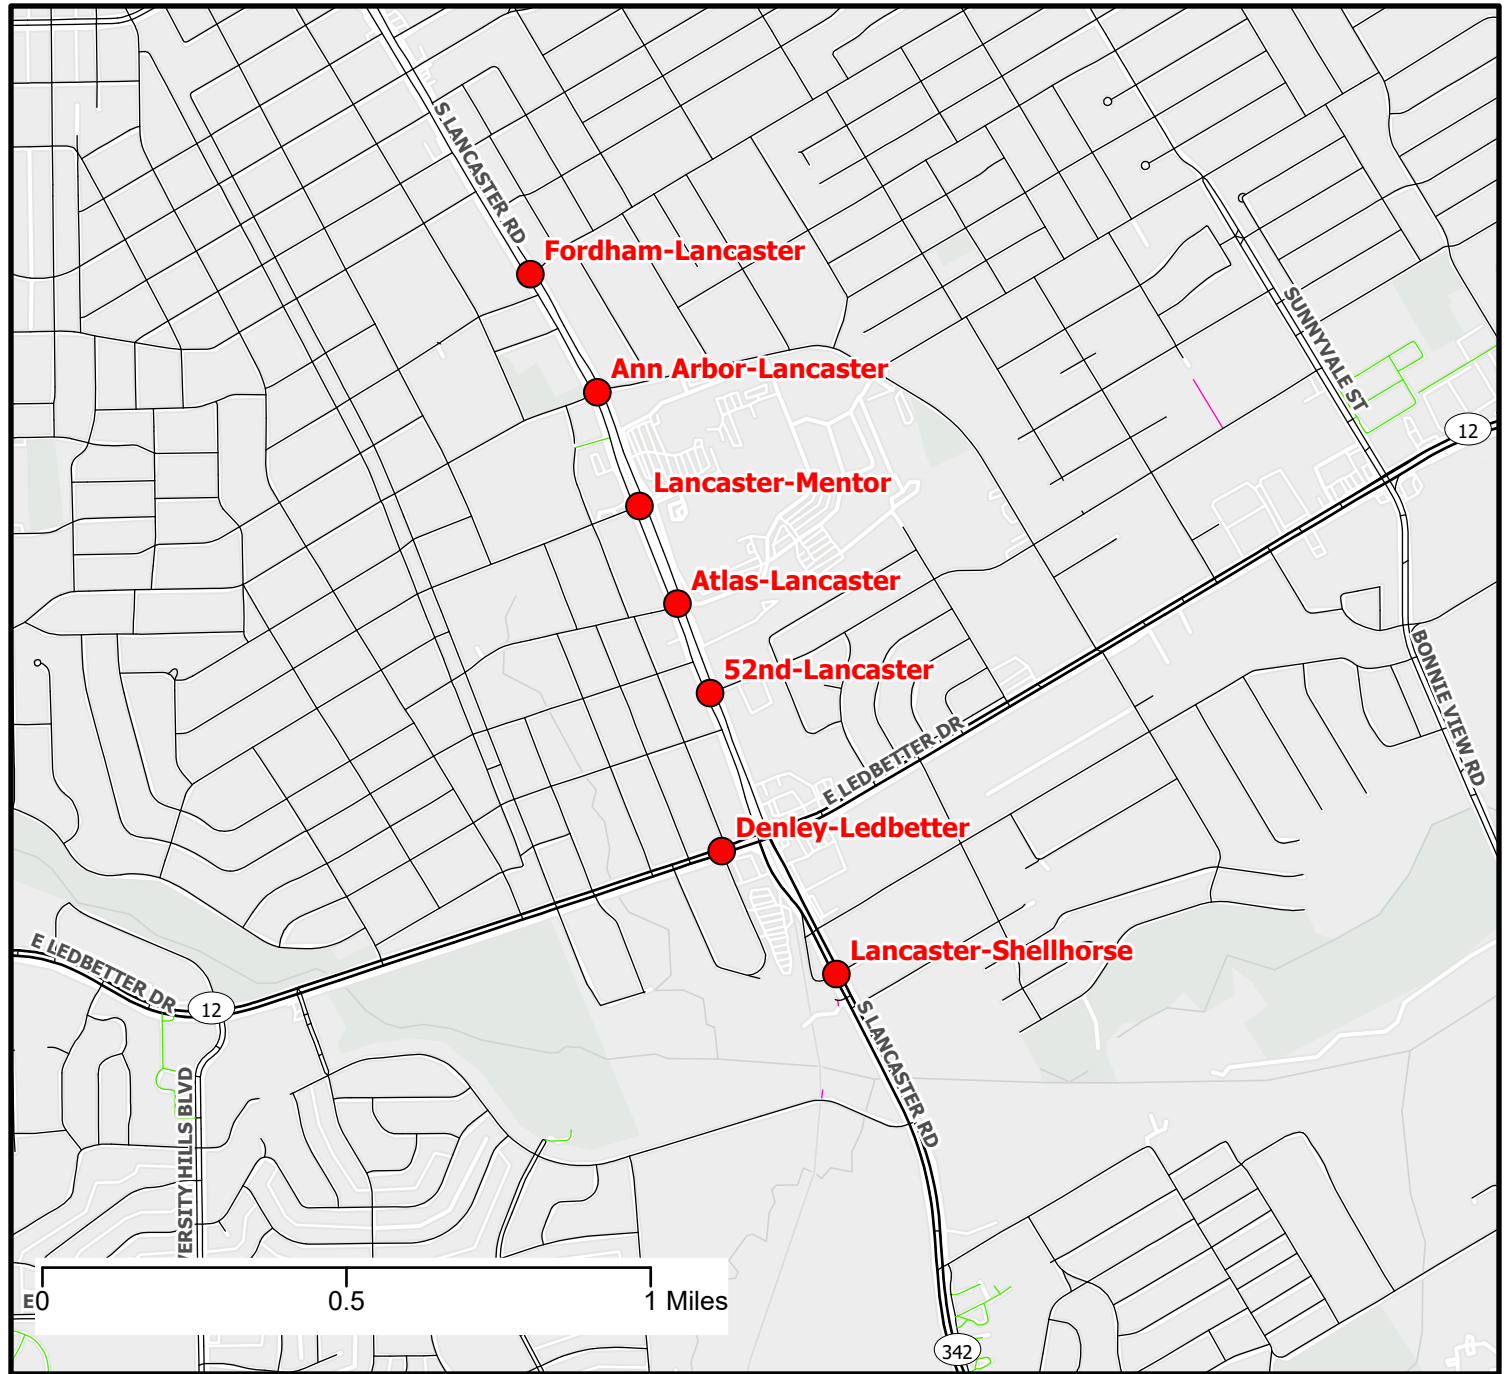 S LANCASTER RD
Fordham-Lancaster
SUNNYVALE ST
Ann Arbor-Lancaster
12
Lancaster-Mentor
Atlas-Lancaster
52nd-Lancaster
BONNIE VIEW RD
E LEDBETTER DR
Denley-Ledbetter
E LEDBETTER DR
Lancaster-Shellhorse
12
S LANCASTER RD
VERSITY HILLS BLVD
E
0 0.5 1 Miles
342